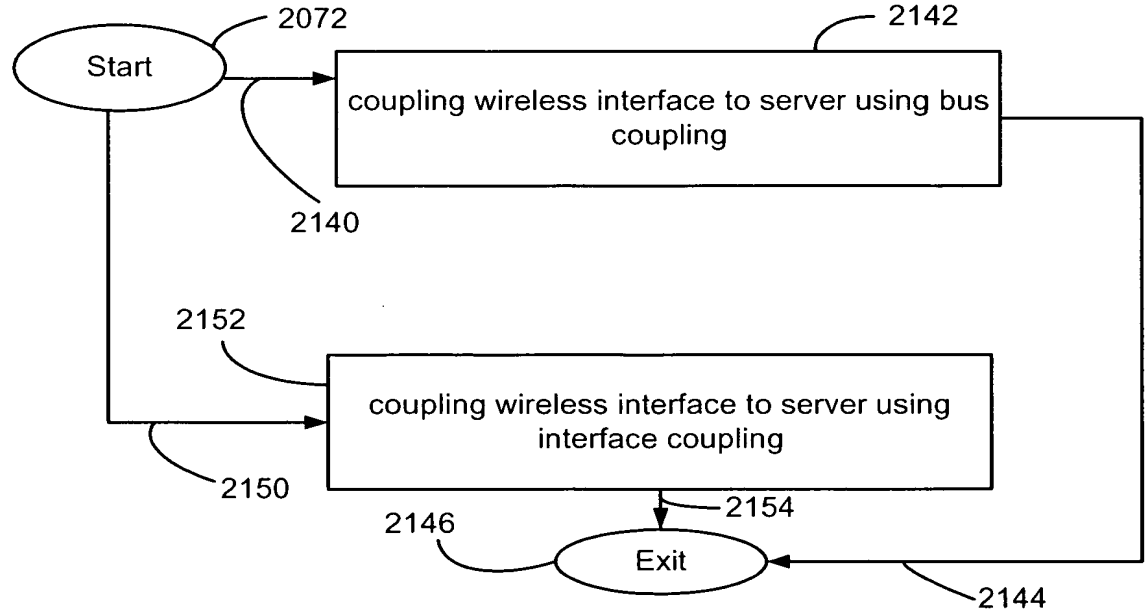 2072
Start
2142
coupling wireless interface to server using bus
coupling
2140
2152
coupling wireless interface to server using
interface coupling
2150
2154
2146
Exit
2144